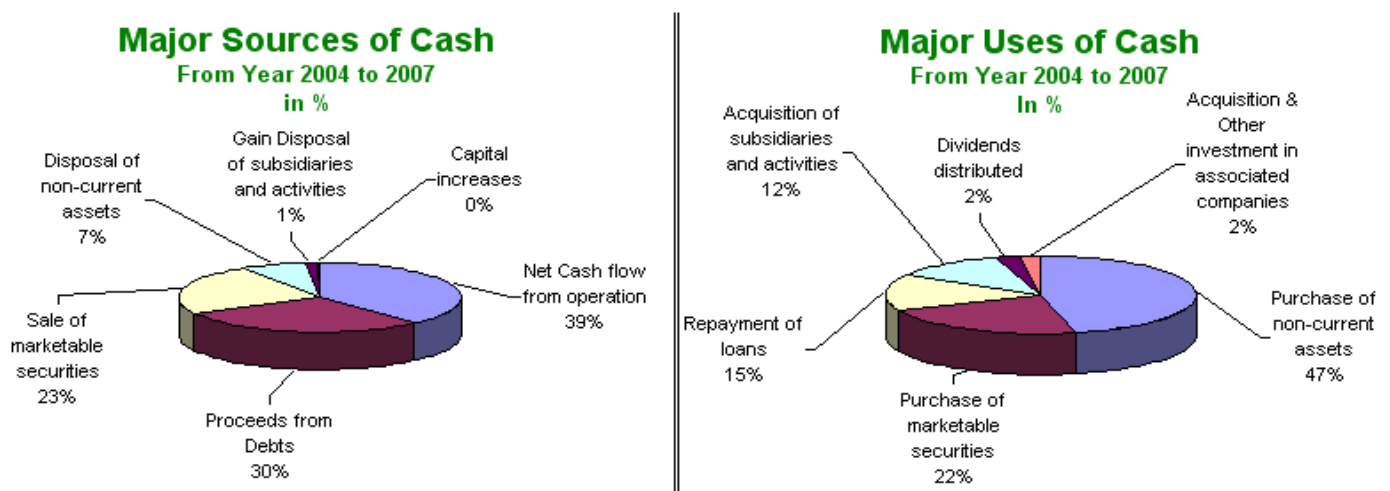 Major Sources of Cash
From Year 2004 to 2007
in %
Gain Disposal
of subsidiaries
and activities
1%
Capital
increases
0%
Disposal of
non-current
assets
7%
Net Cash flow
from operation
39%
Sale of
marketable
securities
23%
Proceeds from
Debts
30%
Major Uses of Cash
From Year 2004 to 2007
In %
Acquisition of
subsidiaries
and activities
12%
Dividends
distributed
2%
Acquisition &
Other
investment in
associated
companies
2%
Repayment of
loans
15%
Purchase of
non-current
assets
47%
Purchase of
marketable
securities
22%